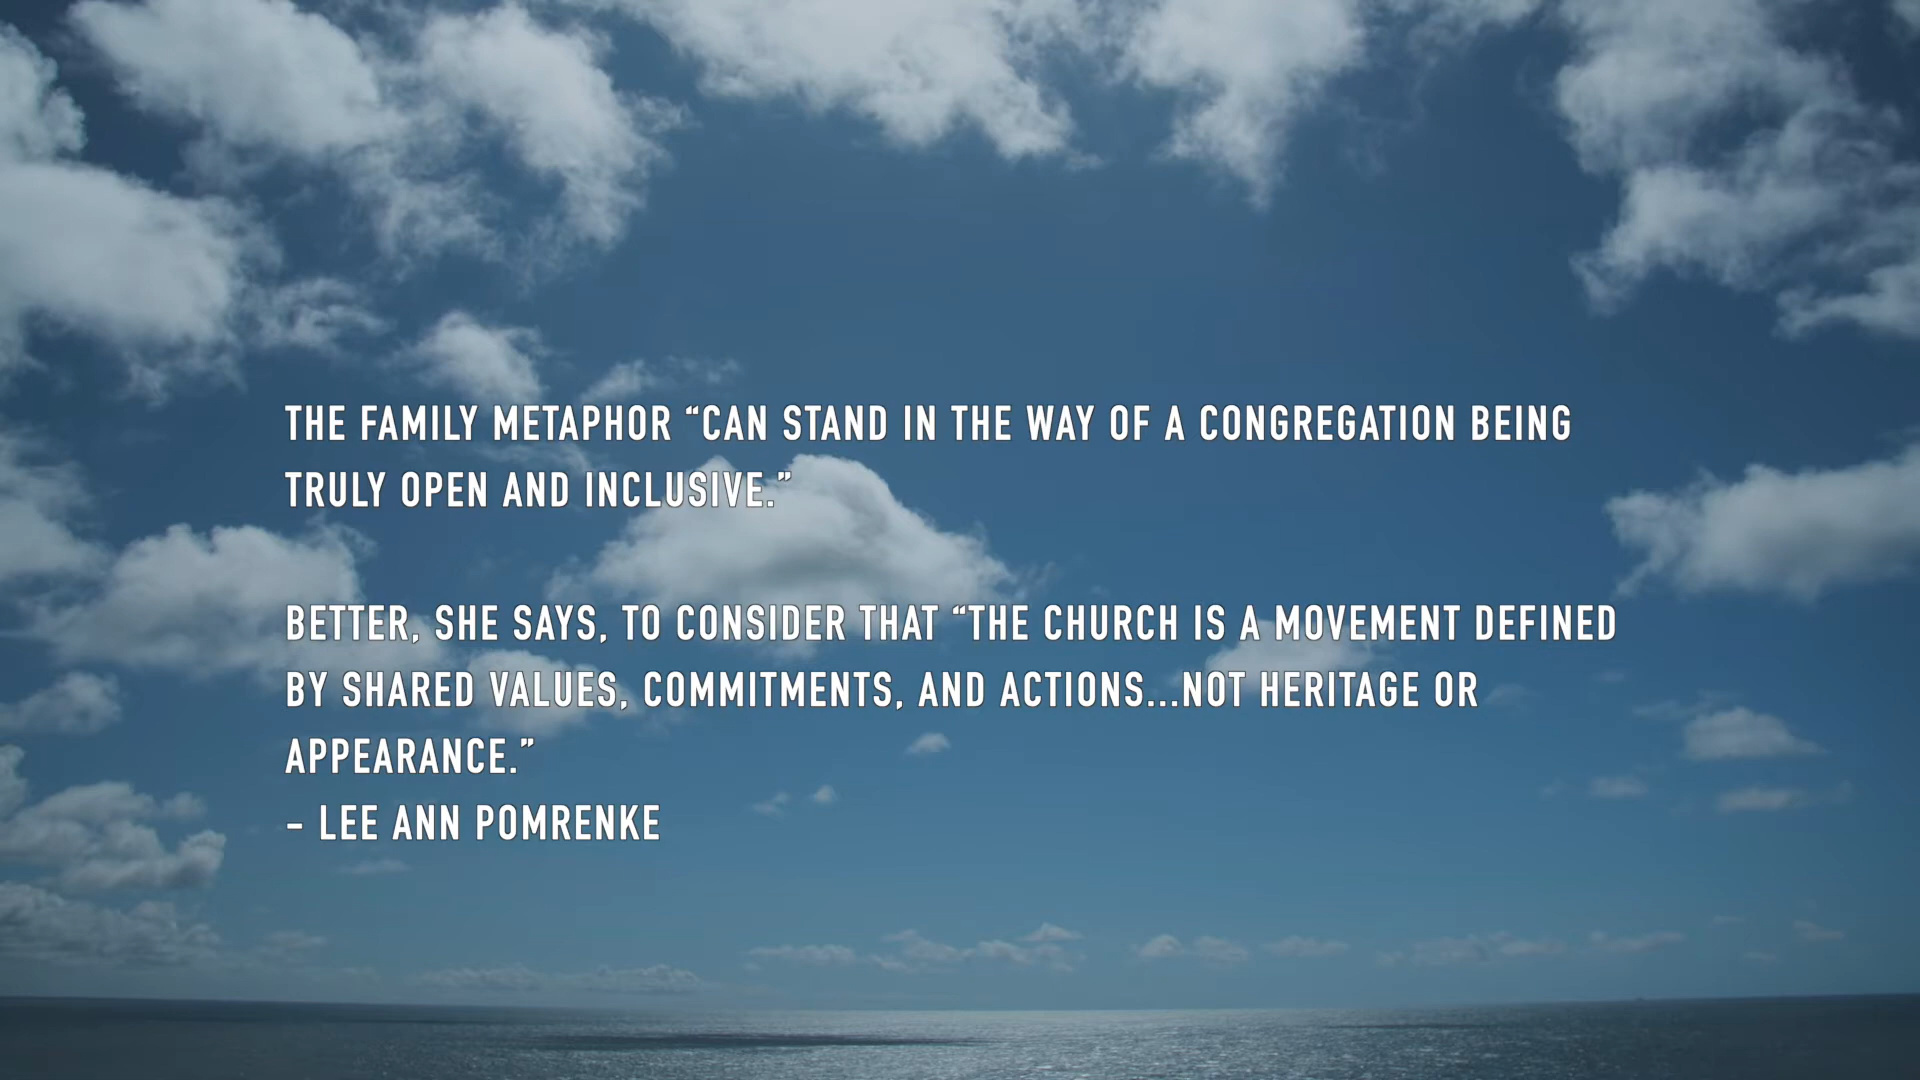 THE FAMILY METAPHOR “CAN STAND IN THE WAY OF A CONGREGATION BEING
TRULY OPEN AND INCLUSIVE.”
BETTER, SHE SAYS, TO CONSIDER THAT “THE CHURCH IS A MOVEMENT DEFINED
BY SHARED VALUES, COMMITMENTS, AND ACTIONS...NOT HERITAGE OR
APPEARANCE.”
– LEE ANN POMRENKE